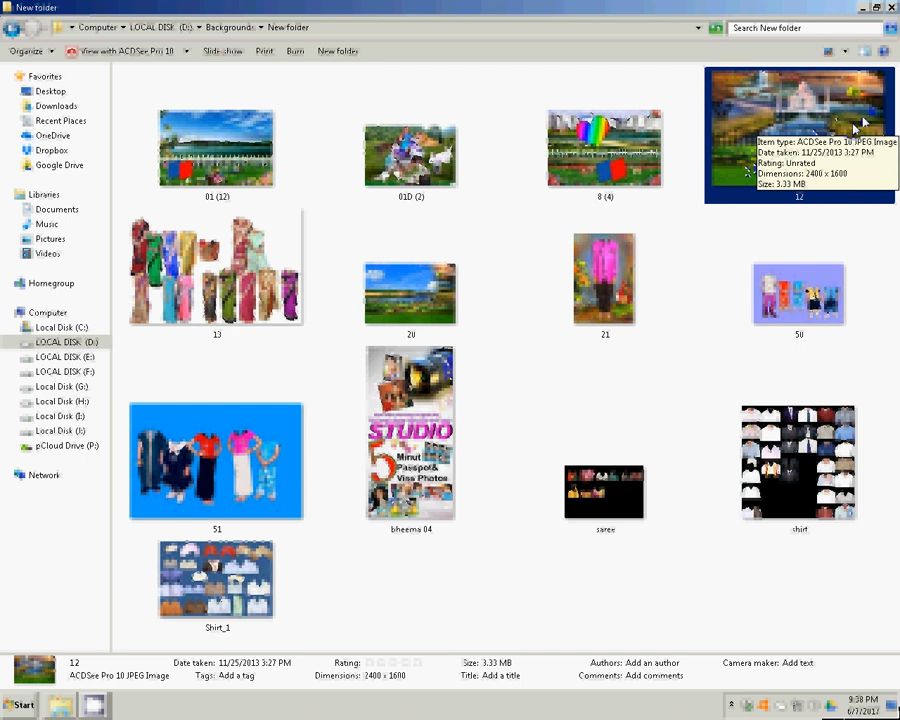 New folder
Computer LOCAL DISK (D:) Backgrounds New folder
Search New folder
Organize View with ACDSee Pro 10 Slide show Print Burn New folder
Favorites
Desktop
Downloads
Recent Places
OneDrive
Dropbox
Google Drive
Libraries
Documents
Music
Pictures
Videos
Homegroup
Computer
Local Disk (C:)
LOCAL DISK (D:)
LOCAL DISK (E:)
LOCAL DISK (F:)
Local Disk (G:)
Local Disk (H:)
Local Disk (I:)
Local Disk (J:)
pCloud Drive (P:)
Network
01 (12)
01D (2)
8 (4)
12
Item type: ACDSee Pro 10 JPEG Image
Date taken: 11/25/2013 3:27 PM
Rating: Unrated
Dimensions: 2400 x 1600
Size: 3.33 MB
13
20
21
50
STUDIO
5 Minut
Passpot&
Viss Photos
51
bheema 04
saree
shirt
Shirt_1
12 Date taken: 11/25/2013 3:27 PM Rating: Size: 3.33 MB Authors: Add an author Camera maker: Add text
ACDSee Pro 10 JPEG Image Tags: Add a tag Dimensions: 2400 x 1600 Title: Add a title Comments: Add comments
Start
9:38 PM
6/7/2017